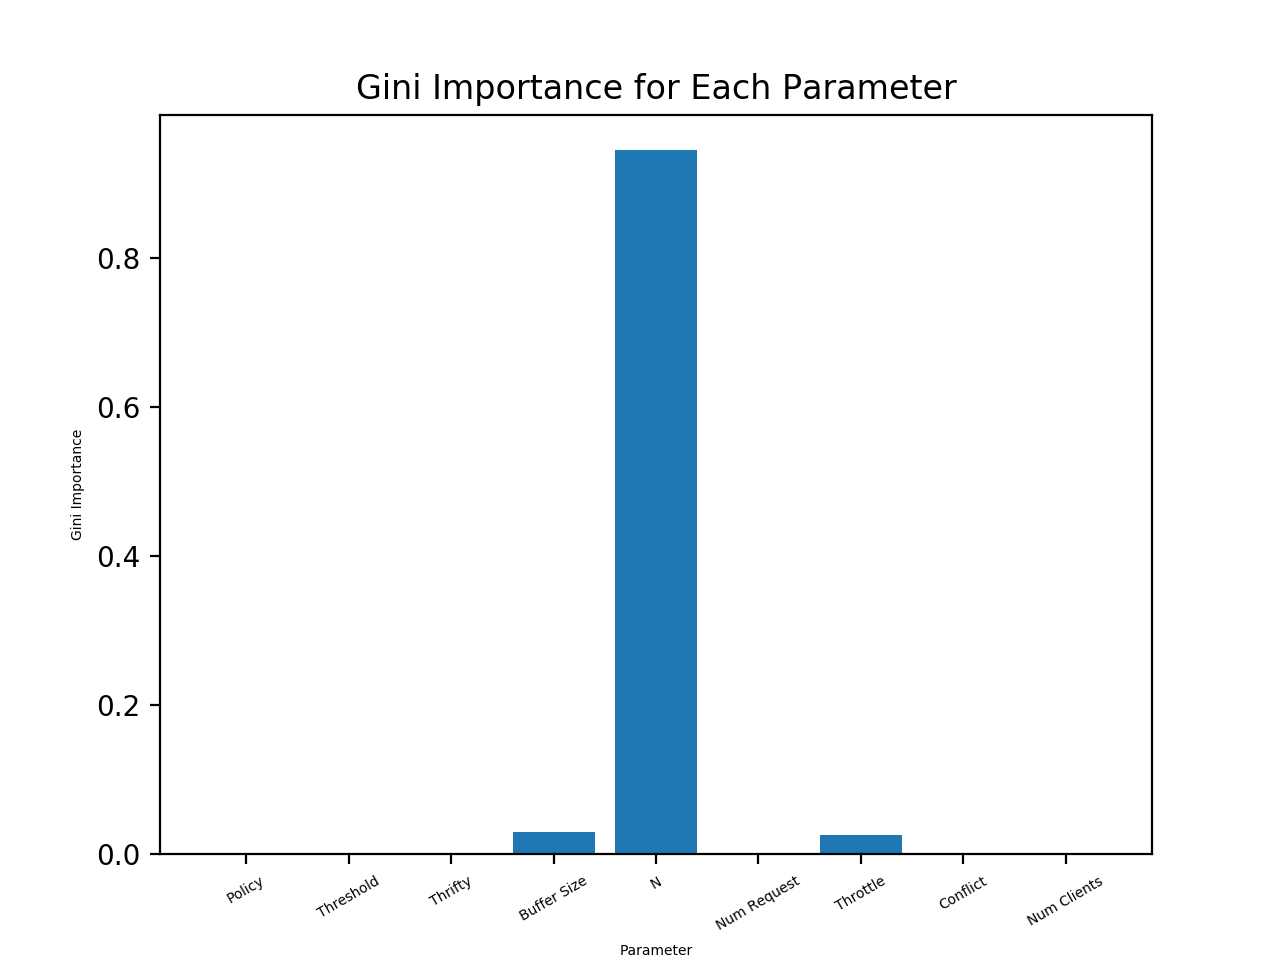 Gini Importance for Each Parameter
0.8
0.6
0.4
0.2
0.0
Gini Importance
Policy
Threshold
Thrifty
Buffer Size
N
Num Request
Throttle
Conflict
Num Clients
Parameter